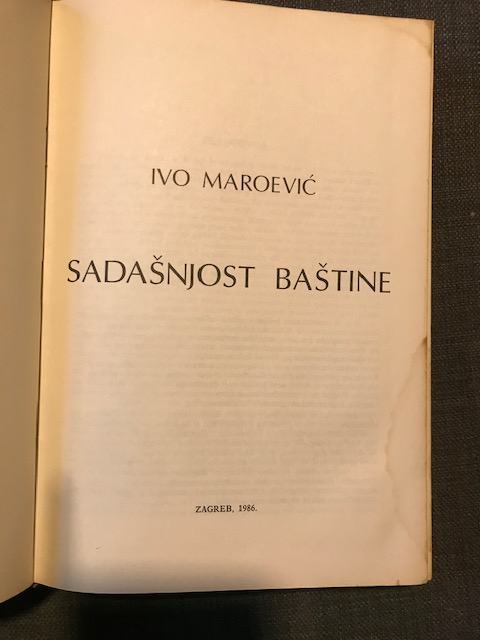 IVO MAROEVIĆ
SADAŠNJOST BAŠTINE
ZAGREB, 1986.